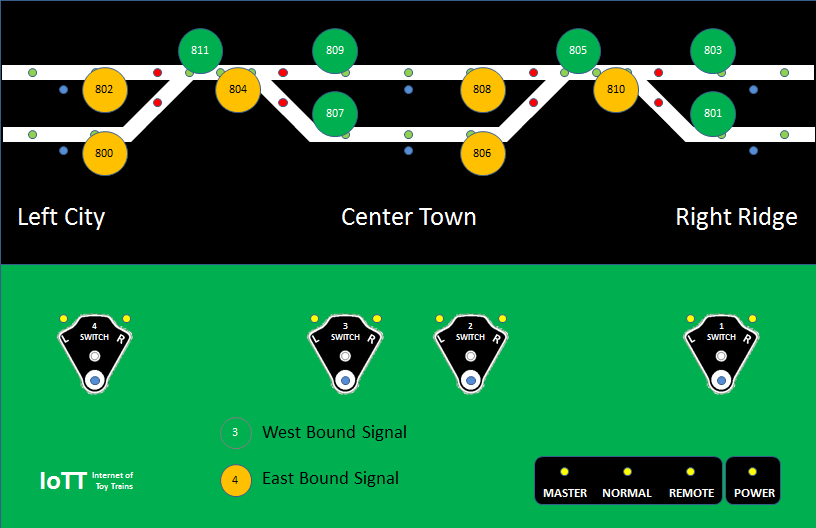 811
809
805
803
802
804
808
810
807
801
800
806
Left City
Center Town
Right Ridge
4
SWITCH
L
R
3
SWITCH
L
R
2
SWITCH
L
R
1
SWITCH
L
R
3
West Bound Signal
4
East Bound Signal
IoTT
Internet of
Toy Trains
MASTER
NORMAL
REMOTE
POWER